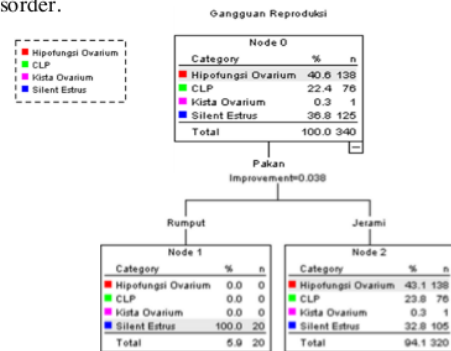 sorder.
Gangguan Reproduksi
Hipofungsi Ovarium
CLP
Kista Ovarium
Silent Estrus
Node 0
Category % n
Hipofungsi Ovarium 40.6 138
CLP 22.4 76
Kista Ovarium 0.3 1
Silent Estrus 36.8 125
Total 100.0 340
Pakan
Improvement=0.038
Rumput
Jerami
Node 1
Category % n
Hipofungsi Ovarium 0.0 0
CLP 0.0 0
Kista Ovarium 0.0 0
Silent Estrus 100.0 20
Total 5.9 20
Node 2
Category % n
Hipofungsi Ovarium 43.1 138
CLP 23.8 76
Kista Ovarium 0.3 1
Silent Estrus 32.8 105
Total 94.1 320